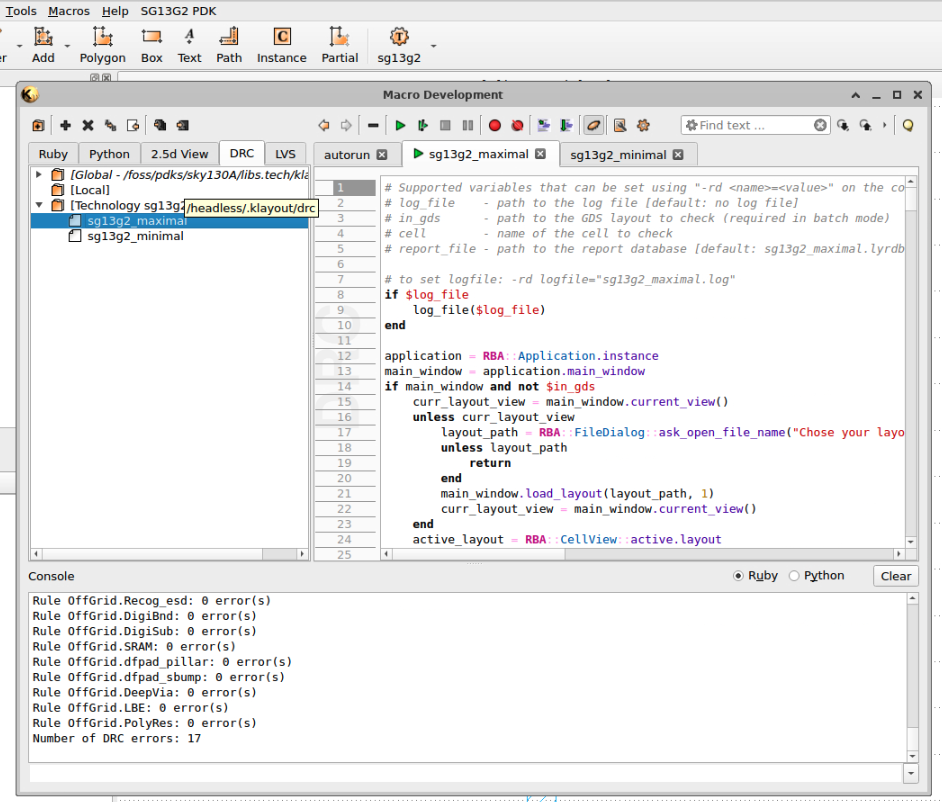 Tools Macros Help SG13G2 PDK
er Add Polygon Box Text Path Instance Partial sg13g2
Macro Development
Find text ...
Ruby Python 2.5d View DRC LVS
autorun sg13g2_maximal sg13g2_minimal
[Global - /foss/pdks/sky130A/libs.tech/kla
[Local]
[Technology sg13g2
/headless/.klayout/drc
sg13g2_maximal
sg13g2_minimal
DRC
1 # Supported variables that can be set using "-rd <name>=<value>" on the co
2 # log_file - path to the log file [default: no log file]
3 # in_gds - path to the GDS layout to check (required in batch mode)
4 # cell - name of the cell to check
5 # report_file - path to the report database [default: sg13g2_maximal.lyrdb
6
7 # to set logfile: -rd logfile="sg13g2_maximal.log"
8 if $log_file
9 log_file($log_file)
10 end
11
12 application = RBA::Application.instance
13 main_window = application.main_window
14 if main_window and not $in_gds
15 curr_layout_view = main_window.current_view()
16 unless curr_layout_view
17 layout_path = RBA::FileDialog::ask_open_file_name("Chose your layo
18 unless layout_path
19 return
20 end
21 main_window.load_layout(layout_path, 1)
22 curr_layout_view = main_window.current_view()
23 end
24 active_layout = RBA::CellView::active.layout
25
Console
Ruby Python Clear
Rule OffGrid.Recog_esd: 0 error(s)
Rule OffGrid.DigiBnd: 0 error(s)
Rule OffGrid.DigiSub: 0 error(s)
Rule OffGrid.SRAM: 0 error(s)
Rule OffGrid.dfpad_pillar: 0 error(s)
Rule OffGrid.dfpad_sbump: 0 error(s)
Rule OffGrid.DeepVia: 0 error(s)
Rule OffGrid.LBE: 0 error(s)
Rule OffGrid.PolyRes: 0 error(s)
Number of DRC errors: 17